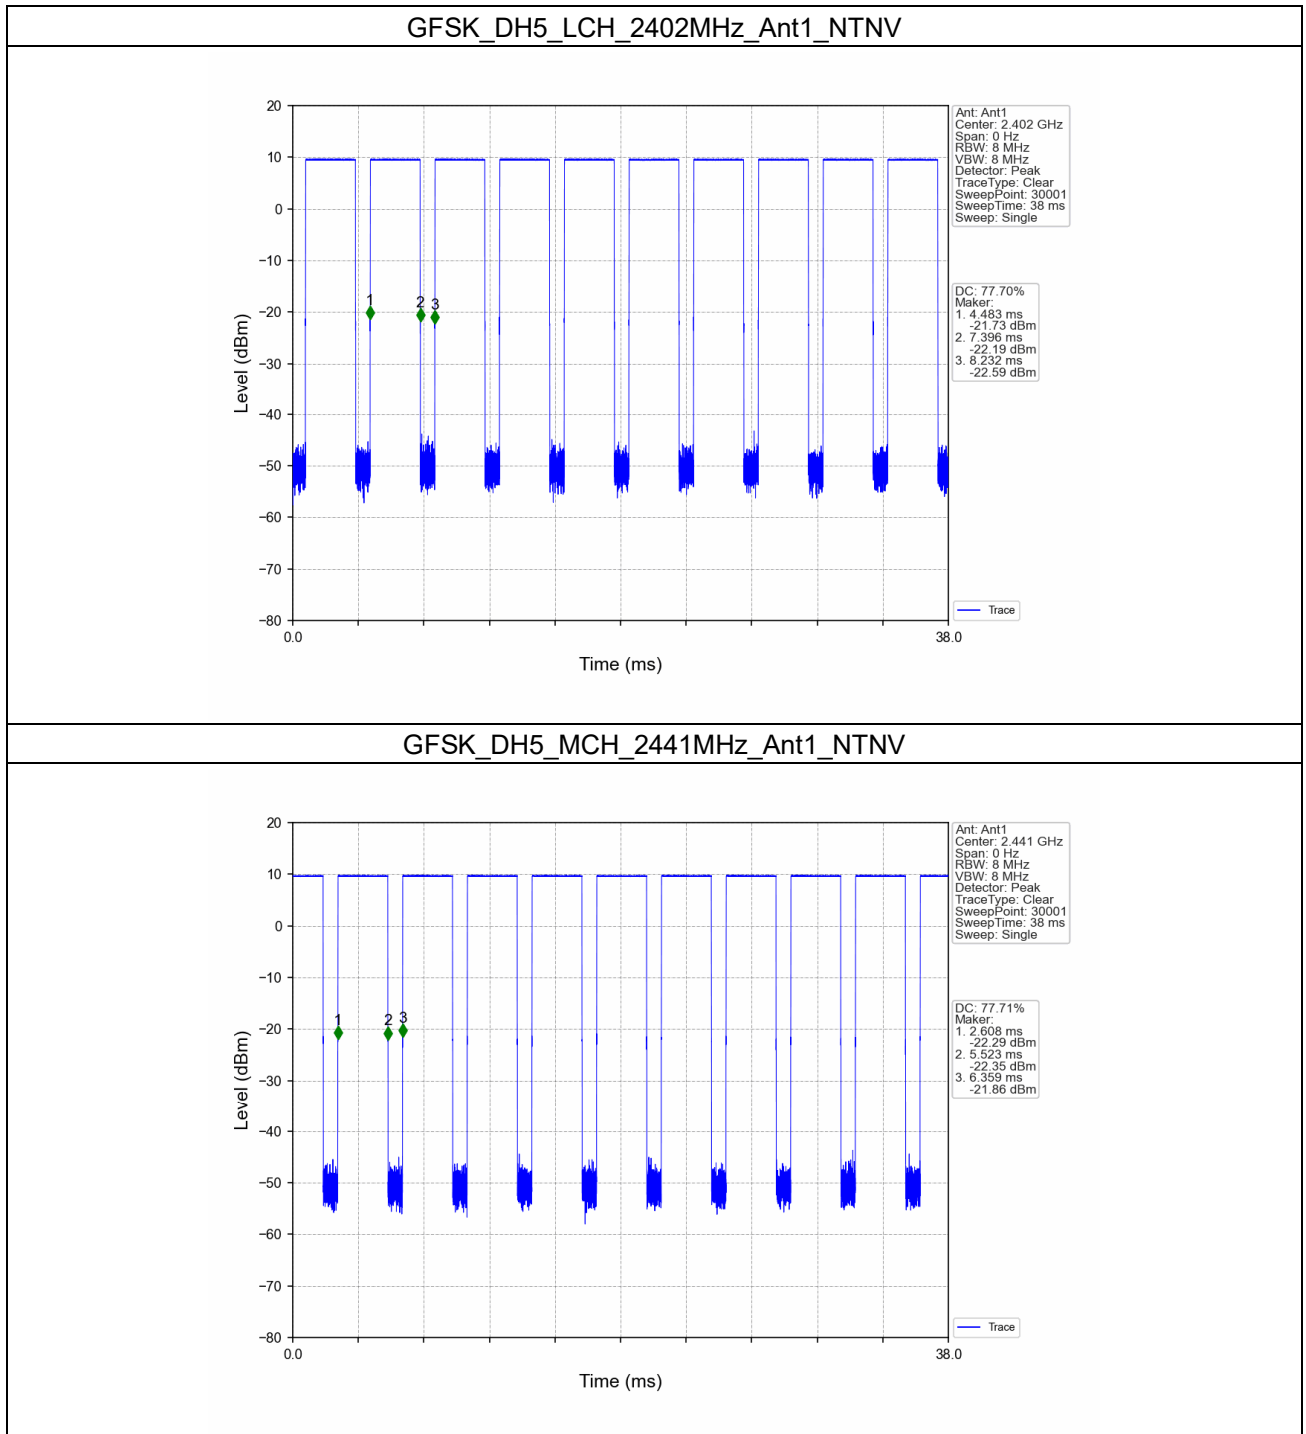 GFSK_DH5_LCH_2402MHz_Ant1_NTNV
20
10
0
−10
−20
−30
−40
−50
−60
−70
−80
Level (dBm)
1
2
3
0.0
38.0
Time (ms)
Ant: Ant1
Center: 2.402 GHz
Span: 0 Hz
RBW: 8 MHz
VBW: 8 MHz
Detector: Peak
TraceType: Clear
SweepPoint: 30001
SweepTime: 38 ms
Sweep: Single
DC: 77.70%
Maker:
1. 4.483 ms
-21.73 dBm
2. 7.396 ms
-22.19 dBm
3. 8.232 ms
-22.59 dBm
Trace
GFSK_DH5_MCH_2441MHz_Ant1_NTNV
20
10
0
−10
−20
−30
−40
−50
−60
−70
−80
Level (dBm)
1
2
3
0.0
38.0
Time (ms)
Ant: Ant1
Center: 2.441 GHz
Span: 0 Hz
RBW: 8 MHz
VBW: 8 MHz
Detector: Peak
TraceType: Clear
SweepPoint: 30001
SweepTime: 38 ms
Sweep: Single
DC: 77.71%
Maker:
1. 2.608 ms
-22.29 dBm
2. 5.523 ms
-22.35 dBm
3. 6.359 ms
-21.86 dBm
Trace